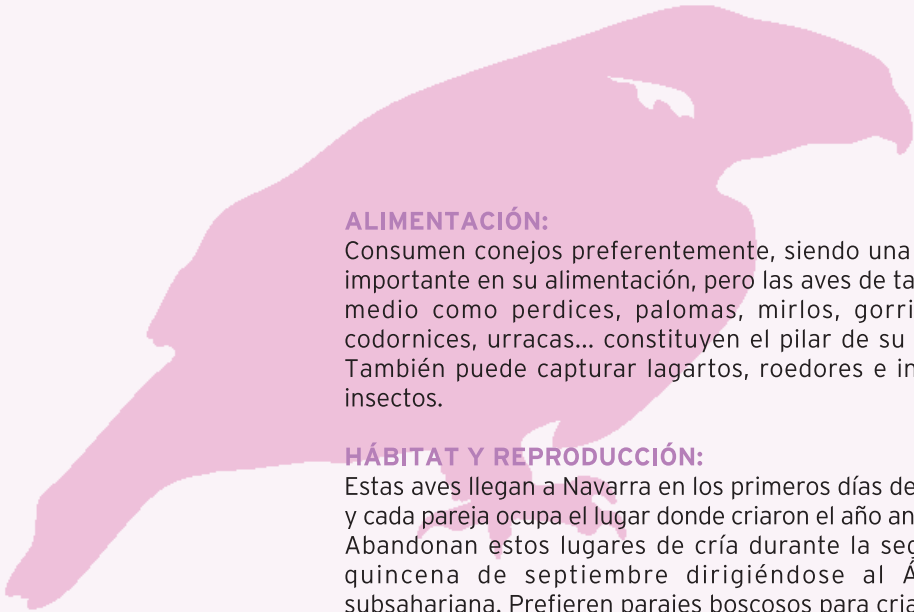 ALIMENTACIÓN:
Consumen conejos preferentemente, siendo una
importante en su alimentación, pero las aves de ta
medio como perdices, palomas, mirlos, gorri
codornices, urracas... constituyen el pilar de su
También puede capturar lagartos, roedores e in
insectos.
HÁBITAT Y REPRODUCCIÓN:
Estas aves llegan a Navarra en los primeros días de
y cada pareja ocupa el lugar donde criaron el año an
Abandonan estos lugares de cría durante la seg
quincena de septiembre dirigiéndose al Á
subsahariana. Prefieren parajes boscosos para cria